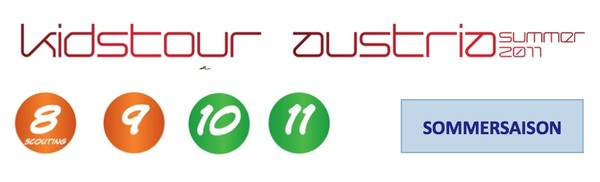 kidstour austria summer 2011
8 9 10 11 SOMMERSAISON
SCOUTING